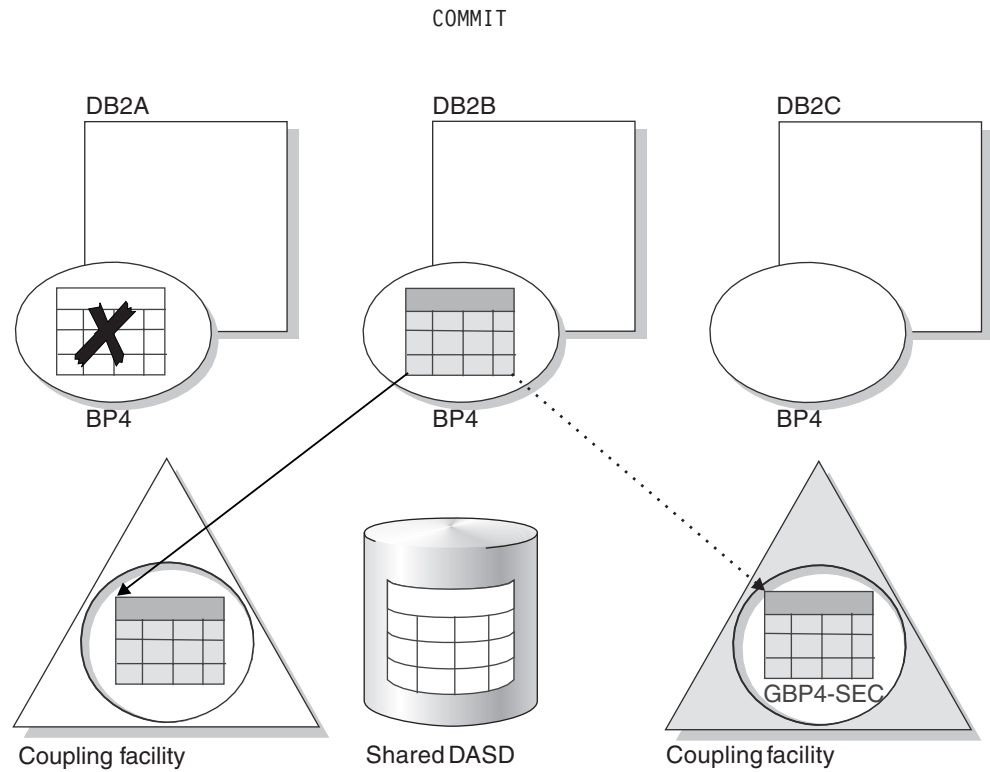 COMMIT
DB2A
DB2B
DB2C
BP4
BP4
BP4
GBP4-SEC
Coupling facility
Shared DASD
Coupling facility